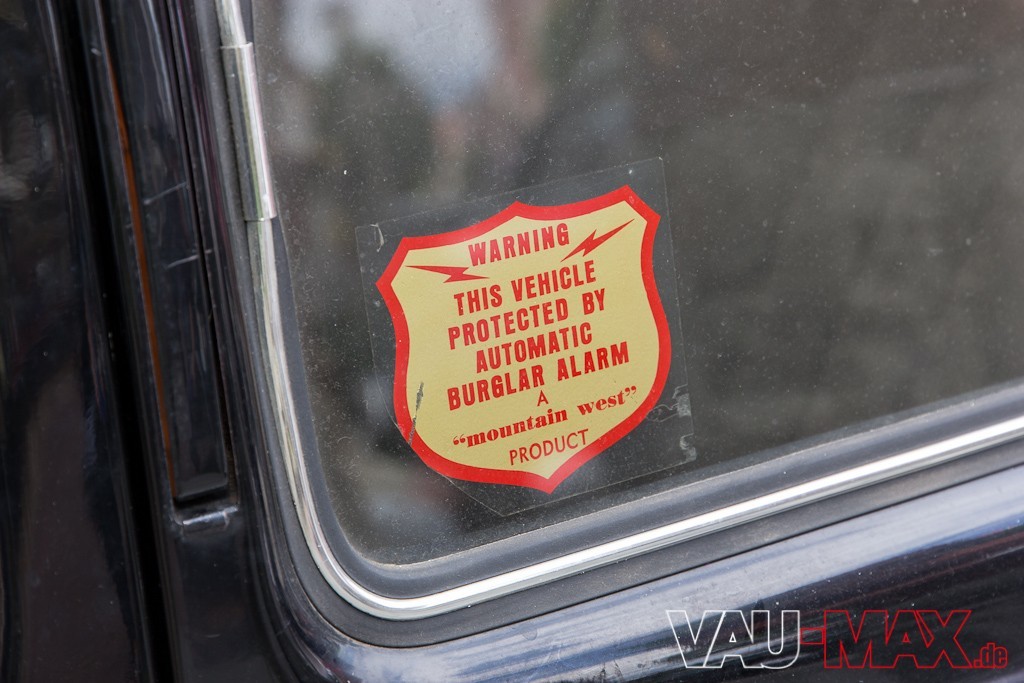 WARNING
THIS VEHICLE
PROTECTED BY
AUTOMATIC
BURGLAR ALARM
A
“mountain west”
PRODUCT
VAU-MAX.de